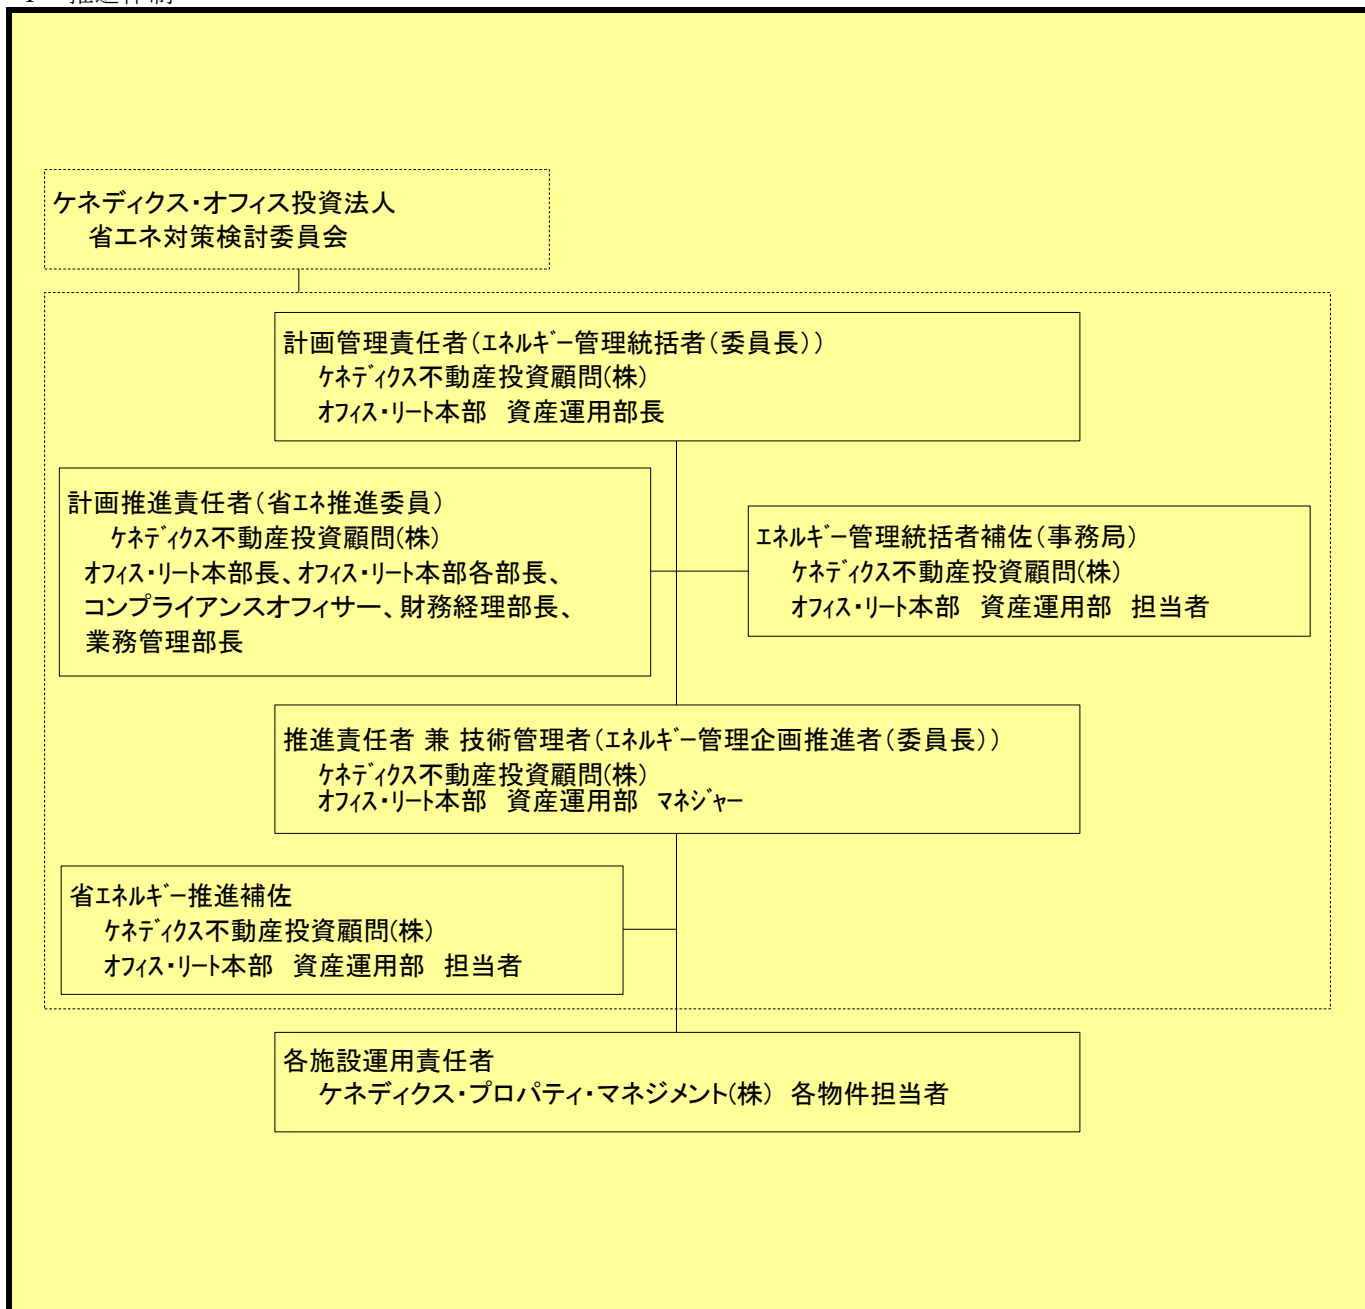 ケネディクス・オフィス投資法人
省エネ対策検討委員会
計画管理責任者(ｴﾈﾙｷﾞｰ管理統括者(委員長))
ｹﾈﾃﾞｨｸｽ不動産投資顧問(株)
ｵﾌｨｽ・ﾘｰﾄ本部　資産運用部長
計画推進責任者(省ｴﾈ推進委員)
ｹﾈﾃﾞｨｸｽ不動産投資顧問(株)
オフィス・リート本部長、オフィス・リート本部各部長、
コンプライアンスオフィサー、財務経理部長、
業務管理部長
ｴﾈﾙｷﾞｰ管理統括者補佐(事務局)
ｹﾈﾃﾞｨｸｽ不動産投資顧問(株)
ｵﾌｨｽ・ﾘｰﾄ本部　資産運用部　担当者
推進責任者 兼 技術管理者(ｴﾈﾙｷﾞｰ管理企画推進者(委員長))
ｹﾈﾃﾞｨｸｽ不動産投資顧問(株)
ｵﾌｨｽ・ﾘｰﾄ本部　資産運用部　ﾏﾈｼﾞｬｰ
省ｴﾈﾙｷﾞｰ推進補佐
ｹﾈﾃﾞｨｸｽ不動産投資顧問(株)
ｵﾌｨｽ・ﾘｰﾄ本部　資産運用部　担当者
各施設運用責任者
ケネディクス・プロパティ・マネジメント(株)　各物件担当者